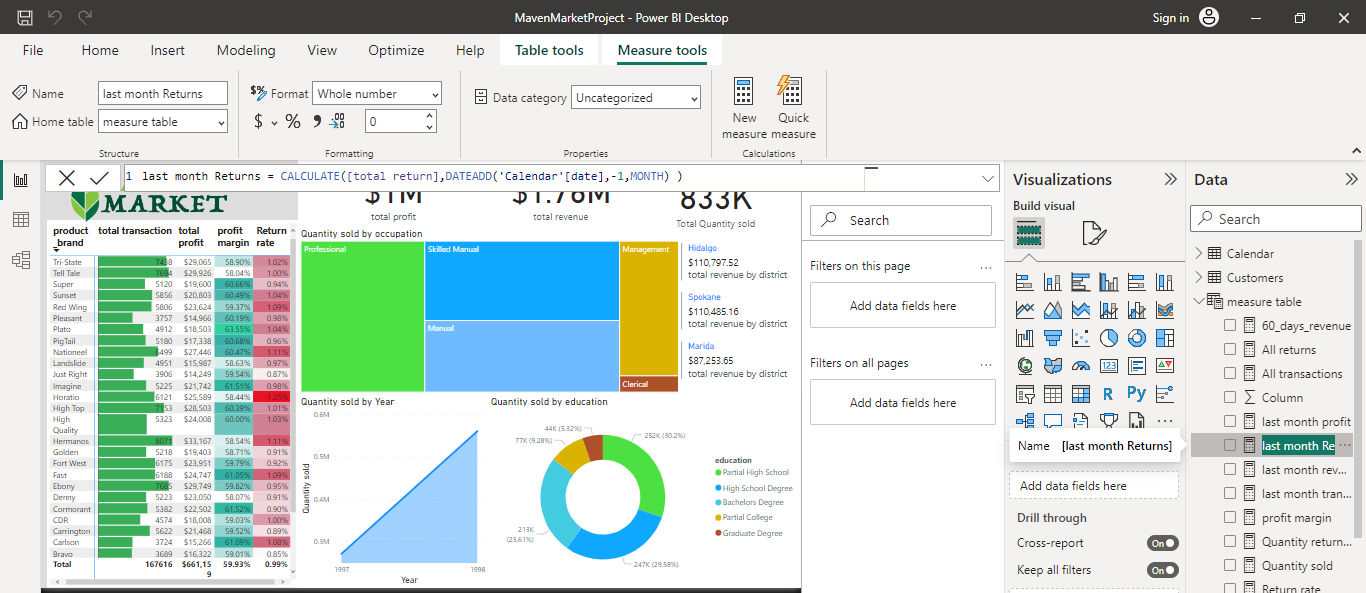 MavenMarketProject - Power BI Desktop
Sign in
File Home Insert Modeling View Optimize Help Table tools Measure tools
Name last month Returns
Home table measure table
Structure
$% Format Whole number
$ % 0
Formatting
Data category Uncategorized
Properties
New measure
Quick measure
Calculations
1 last month Returns = CALCULATE([total return],DATEADD('Calendar'[date],-1,MONTH) )
MARKET
$1M
total profit
$1.76M
total revenue
833K
Total Quantity sold
product_brand total transaction total profit profit margin Return rate
Tri-State 7438 $29,065 58.90% 1.02%
Tell Tale 7694 $29,926 58.04% 1.00%
Super 5120 $19,600 60.66% 0.94%
Sunset 5856 $20,803 60.49% 1.04%
Red Wing 5806 $23,624 59.37% 1.09%
Pleasant 3757 $14,966 60.19% 0.98%
Plato 4912 $18,503 63.55% 1.04%
PigTail 5180 $17,338 60.68% 0.96%
Nationeel 6499 $27,446 60.47% 1.11%
Landslide 4951 $15,987 58.63% 0.97%
Just Right 3906 $14,249 59.54% 0.87%
Imagine 5225 $21,742 61.51% 0.98%
Horatio 6121 $25,589 58.44% 1.25%
High Top 7153 $28,503 60.39% 1.01%
High Quality 5323 $24,008 60.00% 1.03%
Hermanos 8071 $33,167 58.54% 1.11%
Golden 5218 $19,403 58.71% 0.91%
Fort West 6175 $23,951 59.79% 0.92%
Fast 6188 $24,747 61.05% 1.09%
Ebony 7685 $29,749 59.82% 0.95%
Denny 5223 $23,050 58.07% 0.91%
Cormorant 5382 $22,502 61.52% 0.90%
CDR 4574 $18,008 59.03% 1.00%
Carrington 5622 $21,468 59.52% 0.89%
Carlson 3724 $15,266 61.09% 1.08%
Bravo 3689 $16,322 59.01% 0.85%
Total 167616 $661,159 59.93% 0.99%
Quantity sold by occupation
Professional
Skilled Manual
Manual
Management
Clerical
Hidalgo
$110,797.52
total revenue by district
Spokane
$110,485.16
total revenue by district
Marida
$87,253.65
total revenue by district
Quantity sold by Year
Quantity sold
0.6M
0.5M
0.4M
0.3M
1997 1998
Year
Quantity sold by education
44K (5.32%)
77K (9.28%)
252K (30.2%)
213K
(25.61%)
247K (29.58%)
education
Partial High School
High School Degree
Bachelors Degree
Partial College
Graduate Degree
Search
Filters on this page ...
Add data fields here
Filters on all pages ...
Add data fields here
Visualizations
Build visual
123
R
Py
...
Name [last month Returns]
Add data fields here
Drill through
Cross-report On
Keep all filters On
Data
Search
Calendar
Customers
measure table
60_days_revenue
All returns
All transactions
Column
last month profit
last month Re ...
last month rev...
last month tran...
profit margin
Quantity return...
Quantity sold
Return rate